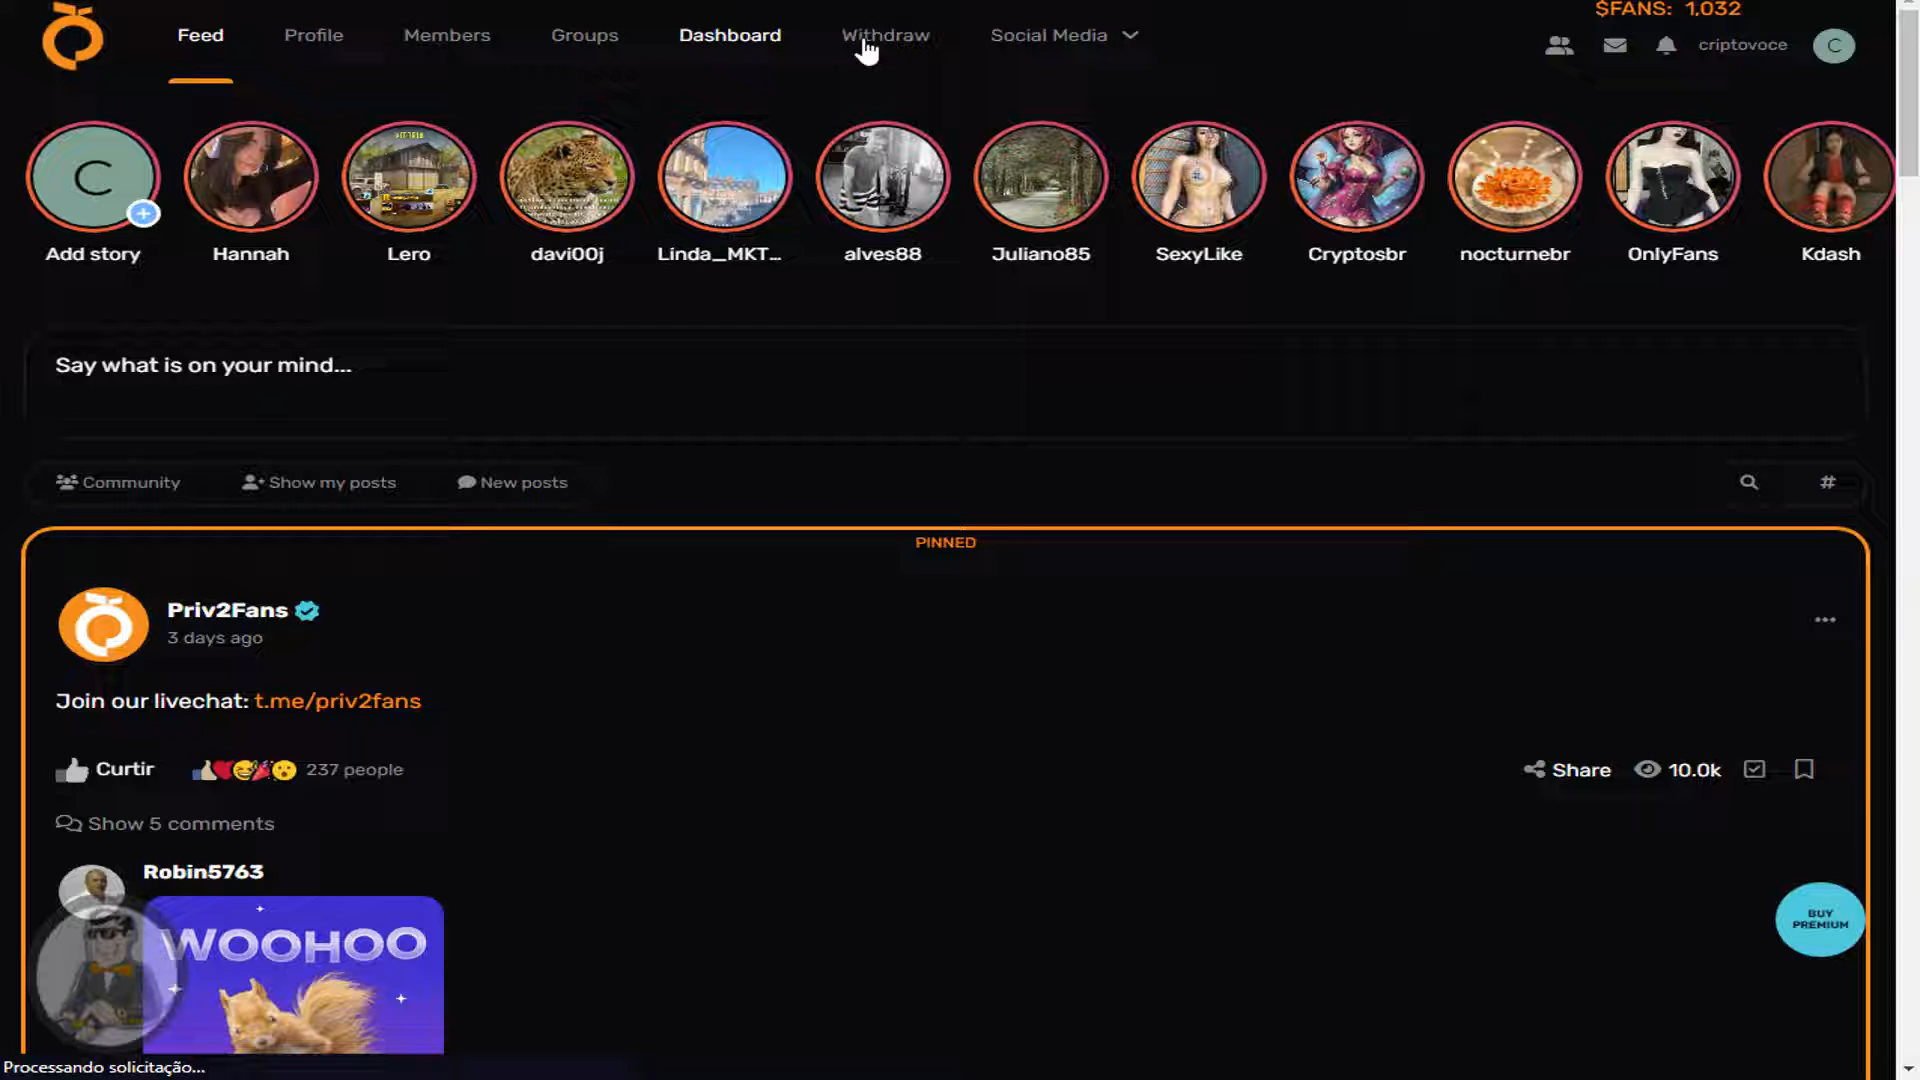 $FANS: 1,032
Feed
Profile
Members
Groups
Dashboard
Withdraw
Social Media
criptovoce
C
C
Add story
Hannah
Lero
davi00j
Linda_MKT...
alves88
Juliano85
SexyLike
Cryptosbr
nocturnebr
OnlyFans
Kdash
Say what is on your mind...
Community
Show my posts
New posts
#
PINNED
Priv2Fans
3 days ago
Join our livechat: t.me/priv2fans
Curtir
237 people
Share
10.0k
Show 5 comments
Robin5763
WOOHOO
BUY
PREMIUM
Processando solicitação...